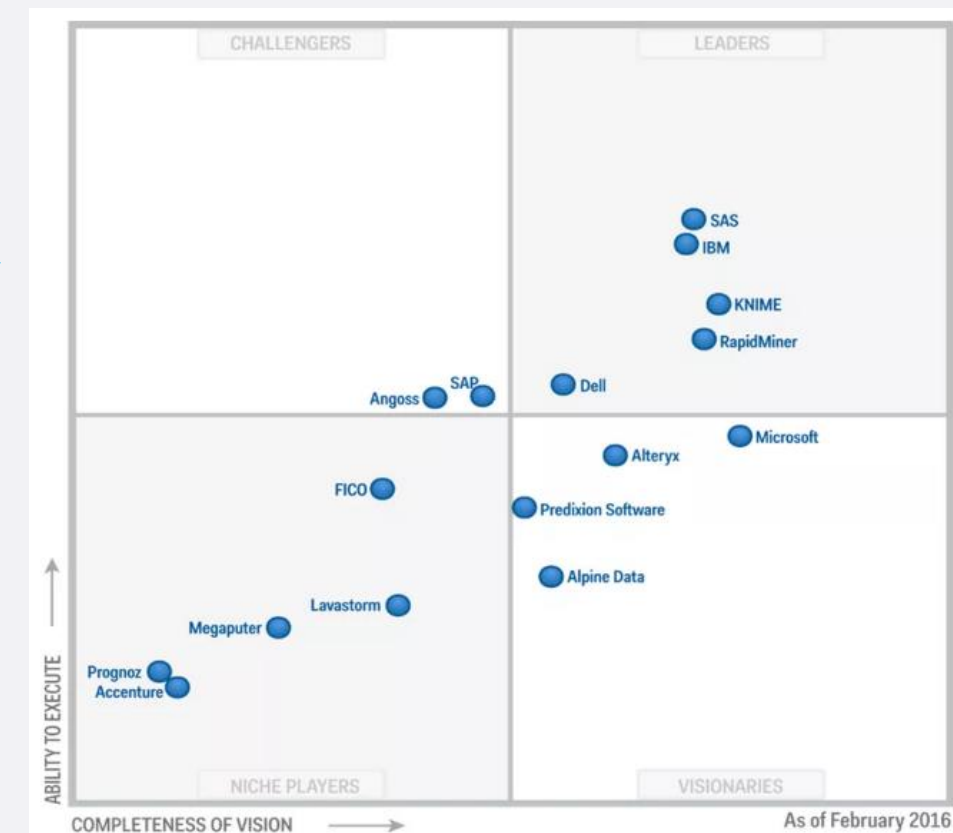 CHALLENGERS
LEADERS
SAS
IBM
KNIME
RapidMiner
SAP
Angoss
Dell
Microsoft
Alteryx
FICO
Predixion Software
Alpine Data
Lavastorm
Megaputer
Prognoz
Accenture
ABILITY TO EXECUTE
NICHE PLAYERS
VISIONARIES
COMPLETENESS OF VISION
As of February 2016